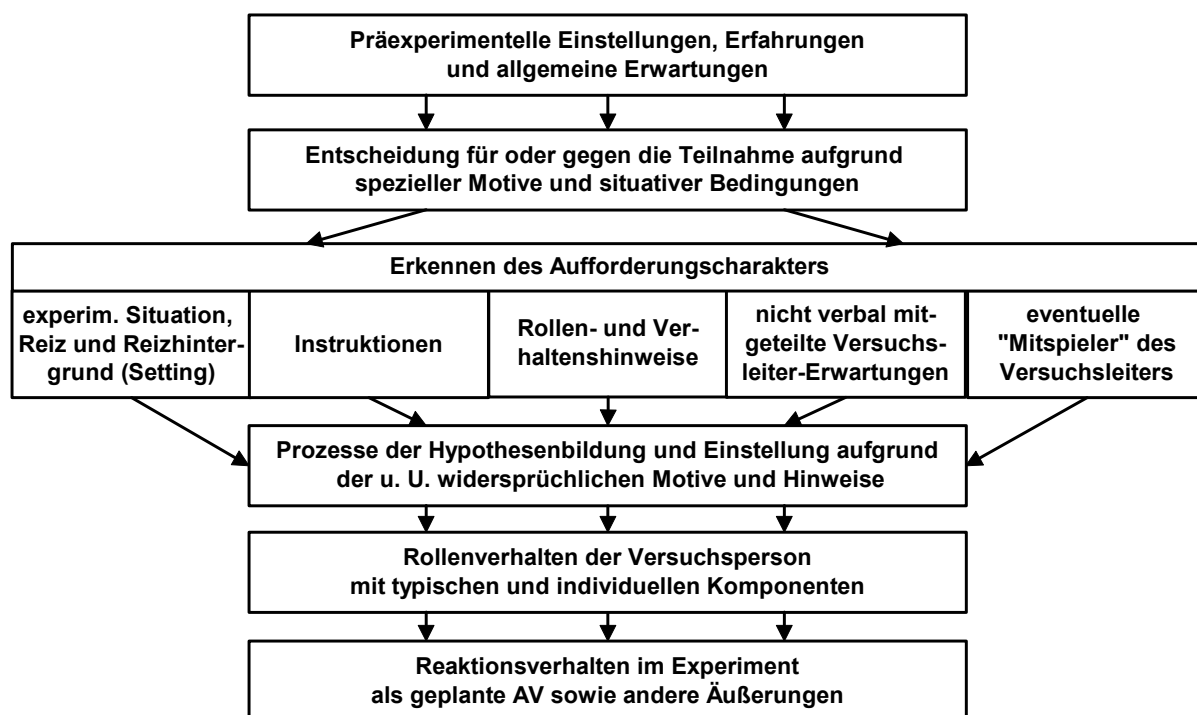 Präexperimentelle Einstellungen, Erfahrungen
und allgemeine Erwartungen
Entscheidung für oder gegen die Teilnahme aufgrund
spezieller Motive und situativer Bedingungen
Erkennen des Aufforderungscharakters
experim. Situation,
Reiz und Reizhinter-
grund (Setting)
Instruktionen
Rollen- und Ver-
haltenshinweise
nicht verbal mit-
geteilte Versuchs-
leiter-Erwartungen
eventuelle
"Mitspieler" des
Versuchsleiters
Prozesse der Hypothesenbildung und Einstellung aufgrund
der u. U. widersprüchlichen Motive und Hinweise
Rollenverhalten der Versuchsperson
mit typischen und individuellen Komponenten
Reaktionsverhalten im Experiment
als geplante AV sowie andere Äußerungen